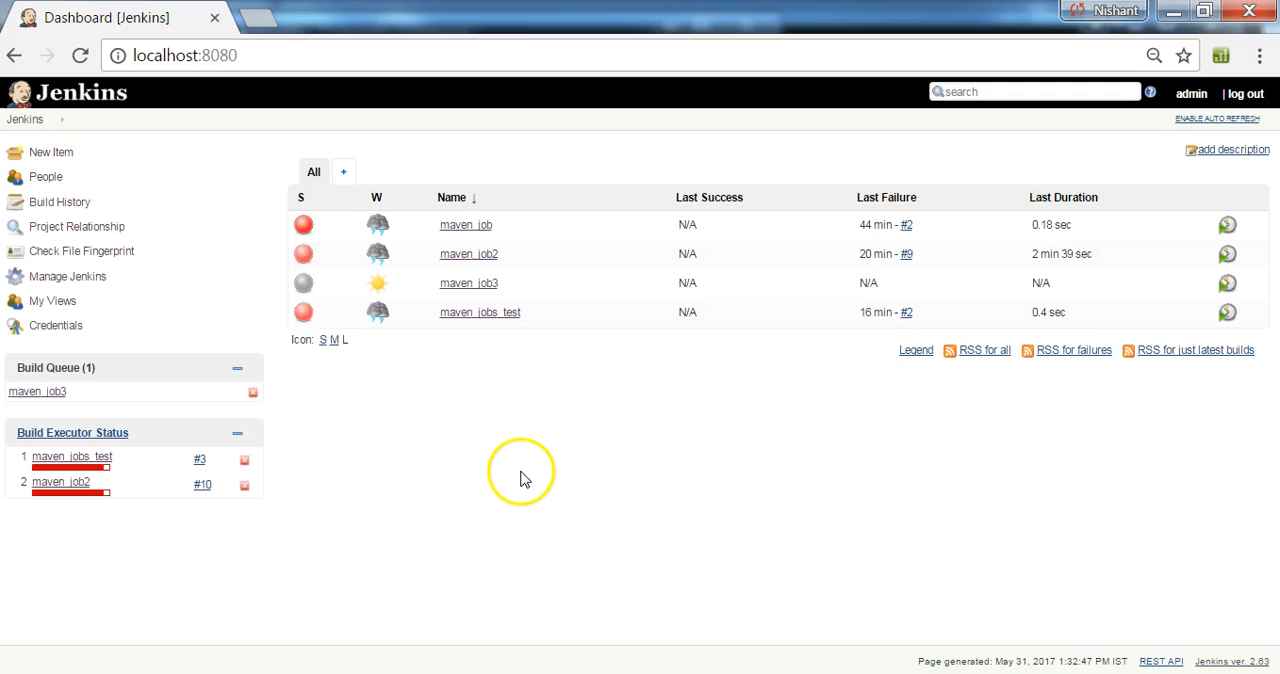 Dashboard [Jenkins]
Nishant
localhost:8080
Jenkins
search
admin | log out
Jenkins
ENABLE AUTO REFRESH
New Item
People
Build History
Project Relationship
Check File Fingerprint
Manage Jenkins
My Views
Credentials
Build Queue (1)
maven_job3
Build Executor Status
1 maven_jobs_test #3
2 maven_job2 #10
add description
All +
S W Name ↓ Last Success Last Failure Last Duration
maven_job N/A 44 min - #2 0.18 sec
maven_job2 N/A 20 min - #9 2 min 39 sec
maven_job3 N/A N/A N/A
maven_jobs_test N/A 16 min - #2 0.4 sec
Icon: S M L
Legend RSS for all RSS for failures RSS for just latest builds
Page generated: May 31, 2017 1:32:47 PM IST REST API Jenkins ver. 2.63